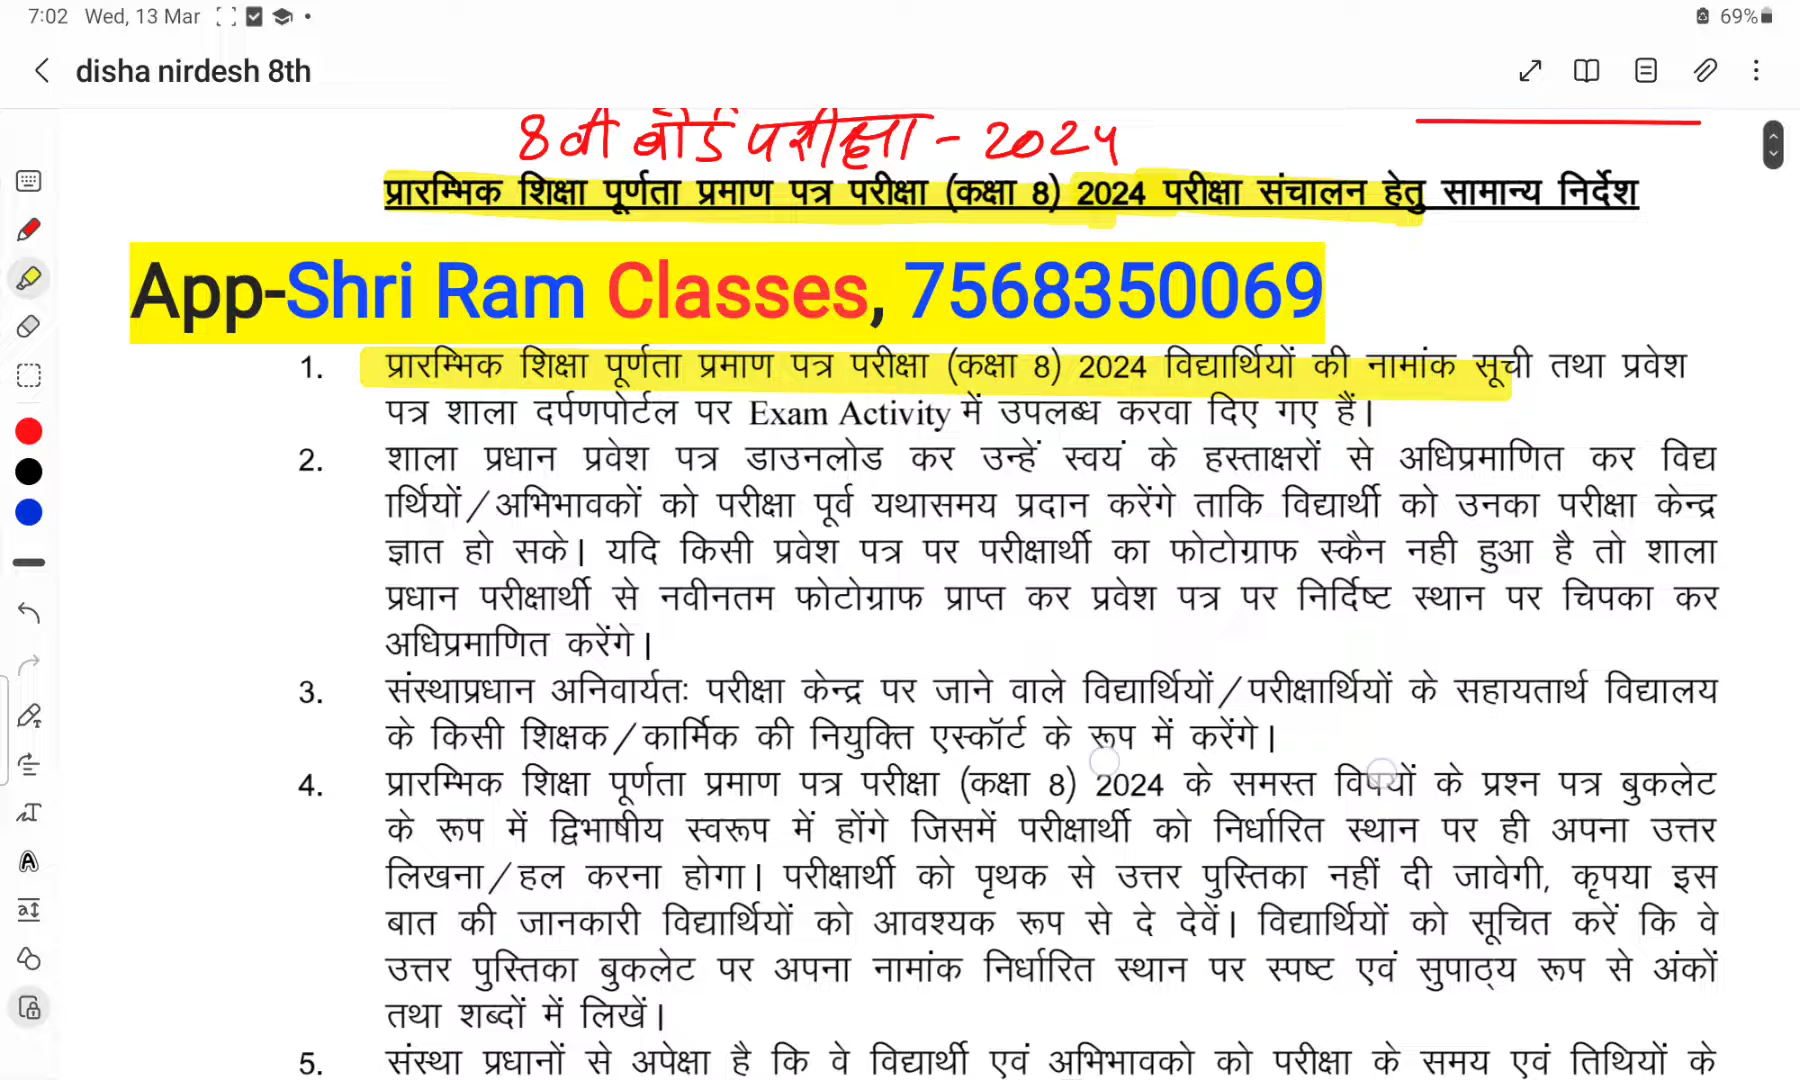 7:02 Wed, 13 Mar
69%
disha nirdesh 8th
8वी बोर्ड परीक्षा - 2024
प्रारम्भिक शिक्षा पूर्णता प्रमाण पत्र परीक्षा (कक्षा 8) 2024 परीक्षा संचालन हेतु सामान्य निर्देश
App-Shri Ram Classes, 7568350069
1. प्रारम्भिक शिक्षा पूर्णता प्रमाण पत्र परीक्षा (कक्षा 8) 2024 विद्यार्थियों की नामांक सूची तथा प्रवेश
पत्र शाला दर्पणपोर्टल पर Exam Activity में उपलब्ध करवा दिए गए हैं।
2. शाला प्रधान प्रवेश पत्र डाउनलोड कर उन्हें स्वयं के हस्ताक्षरों से अधिप्रमाणित कर विद्य
ार्थियों/अभिभावकों को परीक्षा पूर्व यथासमय प्रदान करेंगे ताकि विद्यार्थी को उनका परीक्षा केन्द्र
ज्ञात हो सके। यदि किसी प्रवेश पत्र पर परीक्षार्थी का फोटोग्राफ स्कैन नही हुआ है तो शाला
प्रधान परीक्षार्थी से नवीनतम फोटोग्राफ प्राप्त कर प्रवेश पत्र पर निर्दिष्ट स्थान पर चिपका कर
अधिप्रमाणित करेंगे।
3. संस्थाप्रधान अनिवार्यतः परीक्षा केन्द्र पर जाने वाले विद्यार्थियों/परीक्षार्थियों के सहायतार्थ विद्यालय
के किसी शिक्षक/कार्मिक की नियुक्ति एस्कॉर्ट के रूप में करेंगे।
4. प्रारम्भिक शिक्षा पूर्णता प्रमाण पत्र परीक्षा (कक्षा 8) 2024 के समस्त विषयों के प्रश्न पत्र बुकलेट
के रूप में द्विभाषीय स्वरूप में होंगे जिसमें परीक्षार्थी को निर्धारित स्थान पर ही अपना उत्तर
लिखना/हल करना होगा। परीक्षार्थी को पृथक से उत्तर पुस्तिका नहीं दी जावेगी, कृपया इस
बात की जानकारी विद्यार्थियों को आवश्यक रूप से दे देवें। विद्यार्थियों को सूचित करें कि वे
उत्तर पुस्तिका बुकलेट पर अपना नामांक निर्धारित स्थान पर स्पष्ट एवं सुपाठ्य रूप से अंकों
तथा शब्दों में लिखें।
5. संस्था प्रधानों से अपेक्षा है कि वे विद्यार्थी एवं अभिभावको को परीक्षा के समय एवं तिथियों के